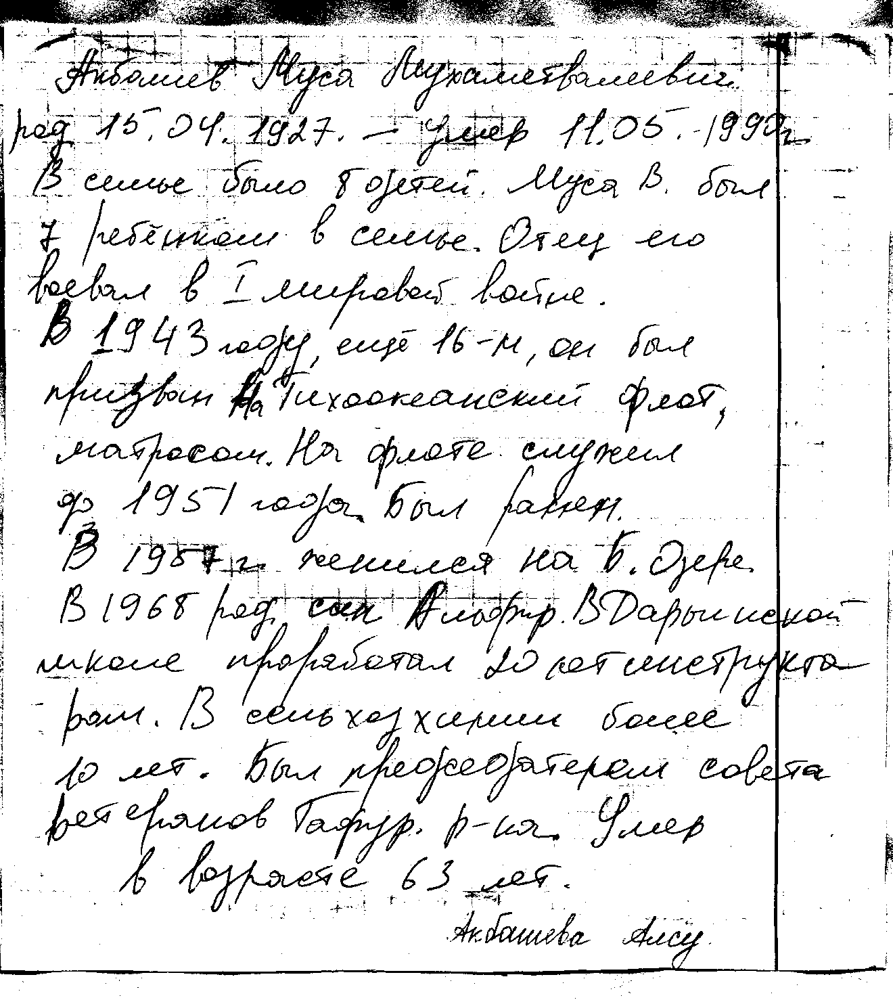 Акбашев Муса Мухаметвалеевич.
род 15.04.1927. – Умер 11.05.1990г
В семье было 8 детей. Муса В. был
7 ребёнком в семье. Отец его
воевал в I мировой войне.
В 1943 году, ещё 16-н, он был
призван на Тихоокеанский флот,
матросом. На флоте служил
до 1951 года. Был ранен.
В 1957 г. женился на Б. Озере.
В 1968 род. сын Альфир. В Дарьинской
школе проработал 20 лет инструкто
ром. В сельхозхимии более
10 лет. Был председателем совета
ветеранов Гафур. р-на. Умер
в возрасте 63 лет.
Акбашева Алсу.